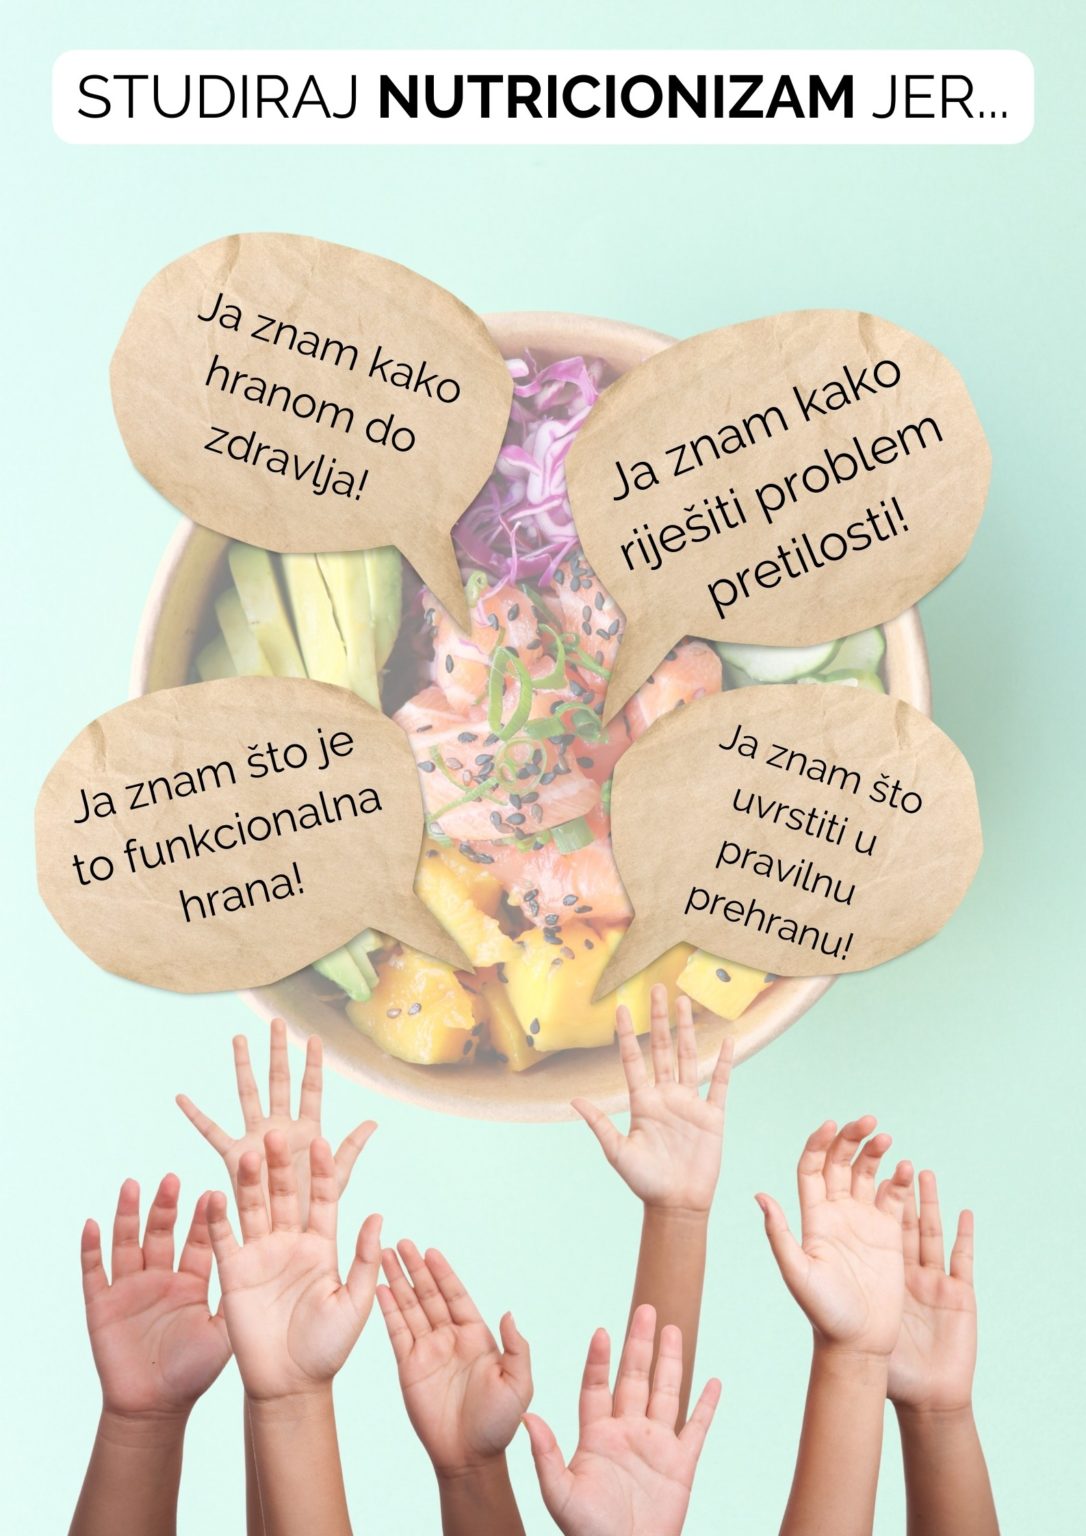 STUDIRAJ NUTRICIONIZAM JER...
Ja znam kako
hranom do
zdravlja!
Ja znam kako
riješiti problem
pretilosti!
Ja znam što je
to funkcionalna
hrana!
Ja znam što
uvrstiti u
pravilnu
prehranu!